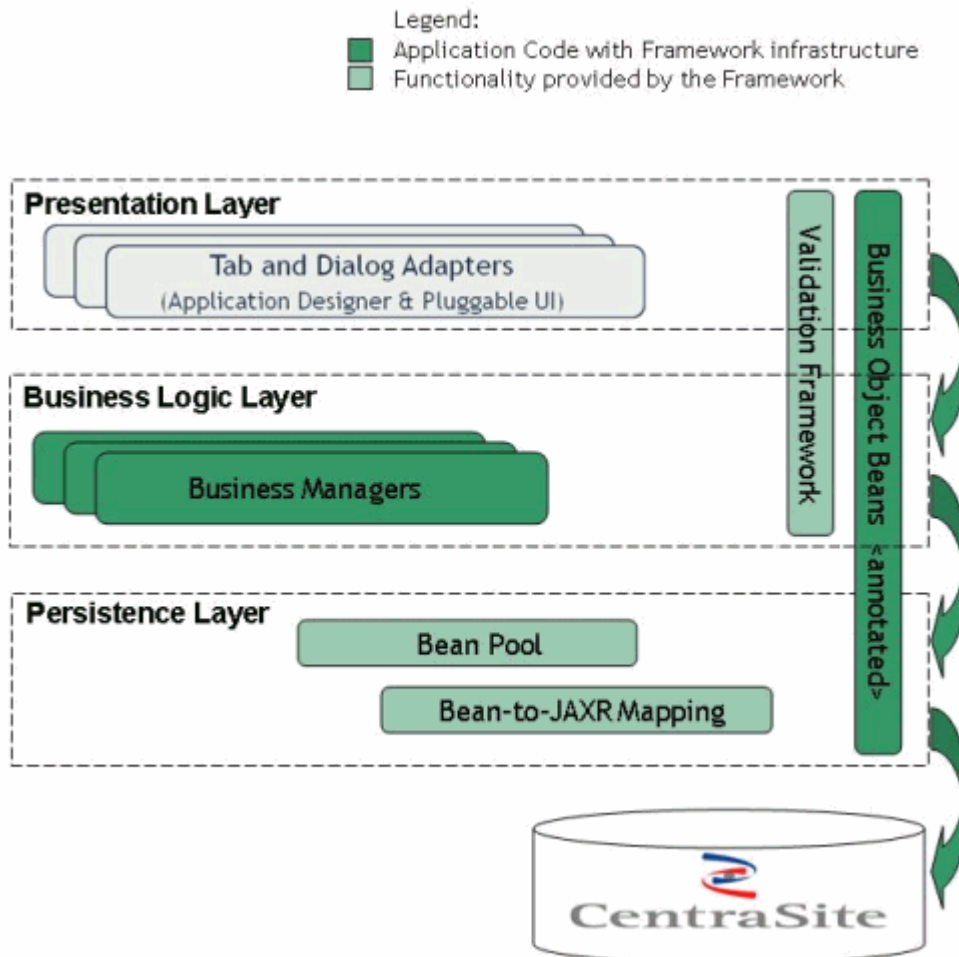 Legend:
Application Code with Framework infrastructure
Functionality provided by the Framework
Presentation Layer
Tab and Dialog Adapters
(Application Designer & Pluggable UI)
Validation Framework
Business Object Beans <annotated>
Business Logic Layer
Business Managers
Persistence Layer
Bean Pool
Bean-to-JAXR Mapping
CentraSite